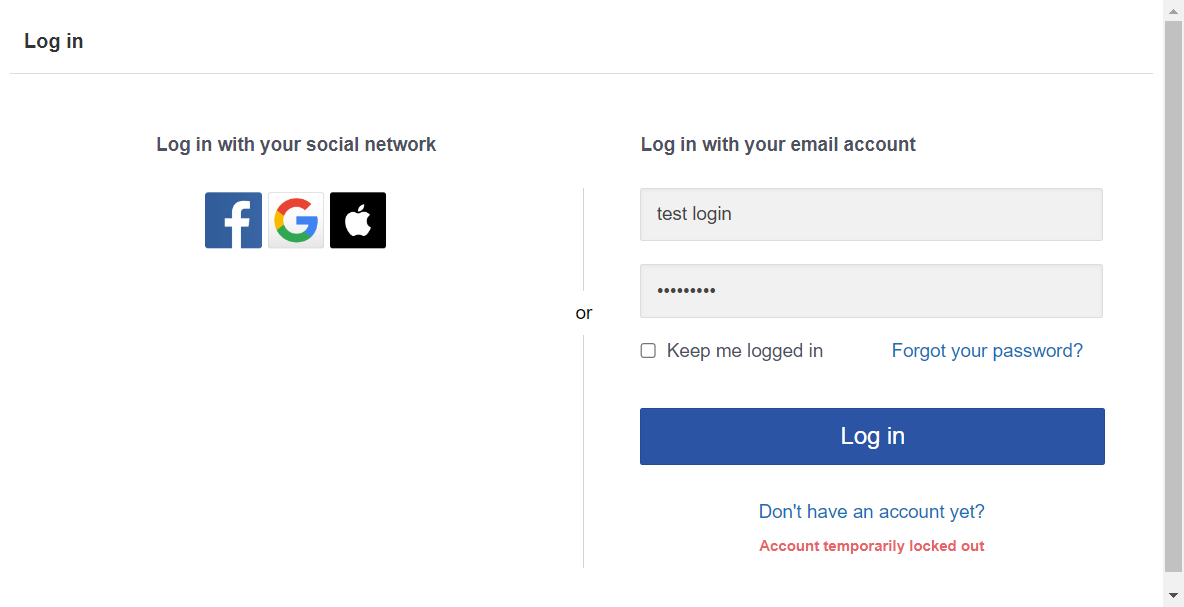 Log in
Log in with your social network
or
Log in with your email account
test login
•••••••••
Keep me logged in
Forgot your password?
Log in
Don't have an account yet?
Account temporarily locked out